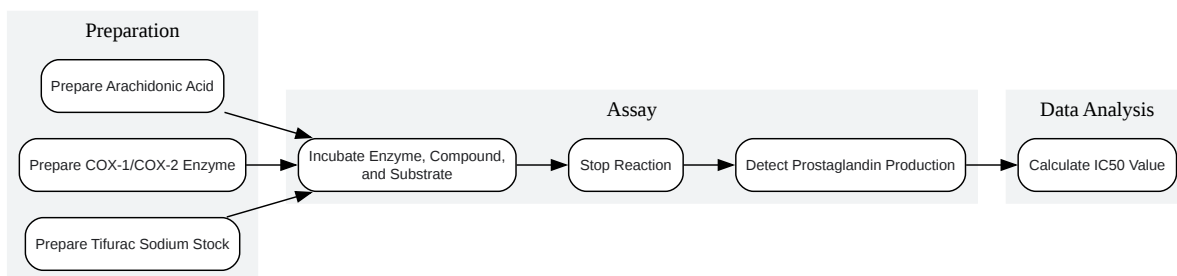 Preparation
Prepare Arachidonic Acid
Prepare COX-1/COX-2 Enzyme
Prepare Tifurac Sodium Stock
Assay
Incubate Enzyme, Compound,
and Substrate
Stop Reaction
Detect Prostaglandin Production
Data Analysis
Calculate IC50 Value